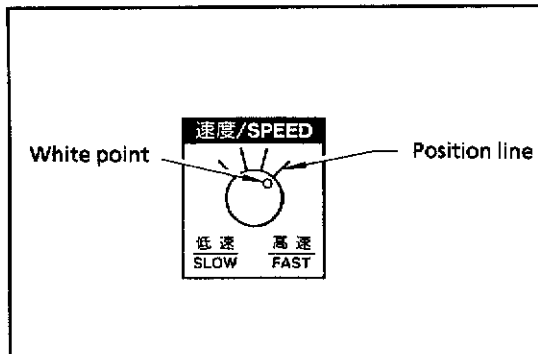 速度/SPEED
White point
Position line
低速 高速
SLOW FAST